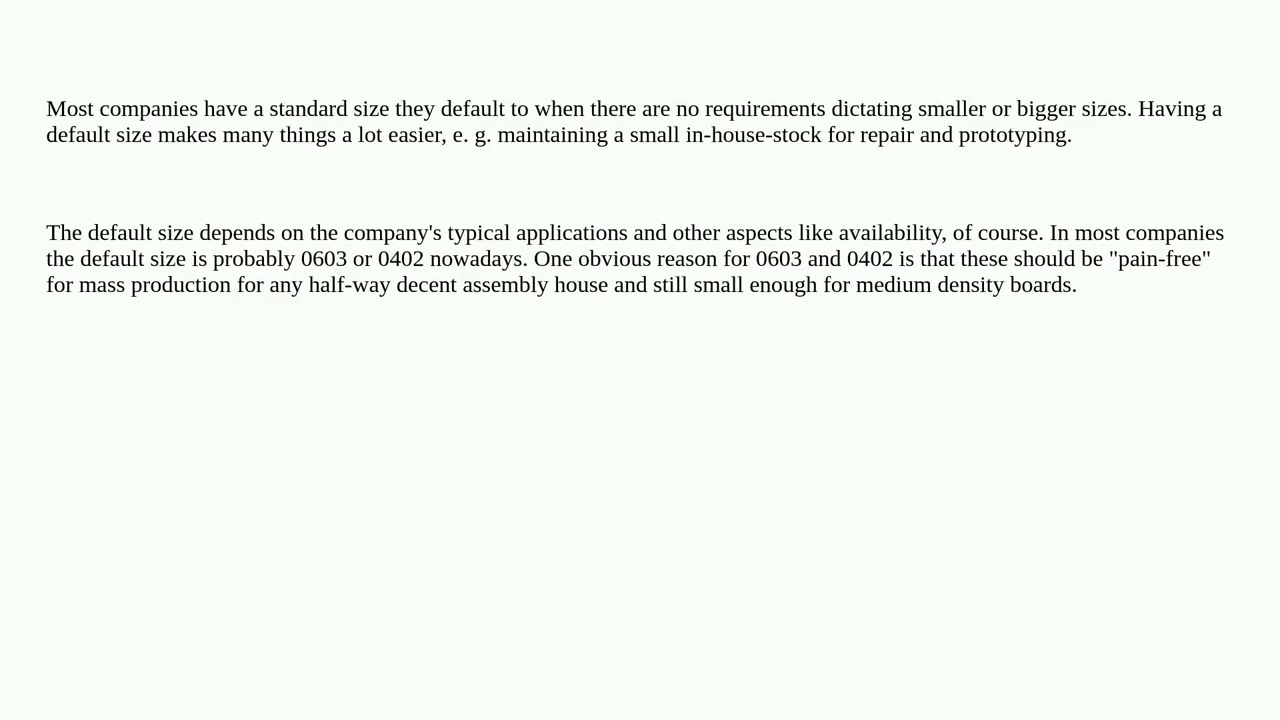 Most companies have a standard size they default to when there are no requirements dictating smaller or bigger sizes. Having a
default size makes many things a lot easier, e. g. maintaining a small in-house-stock for repair and prototyping.
The default size depends on the company's typical applications and other aspects like availability, of course. In most companies
the default size is probably 0603 or 0402 nowadays. One obvious reason for 0603 and 0402 is that these should be "pain-free"
for mass production for any half-way decent assembly house and still small enough for medium density boards.